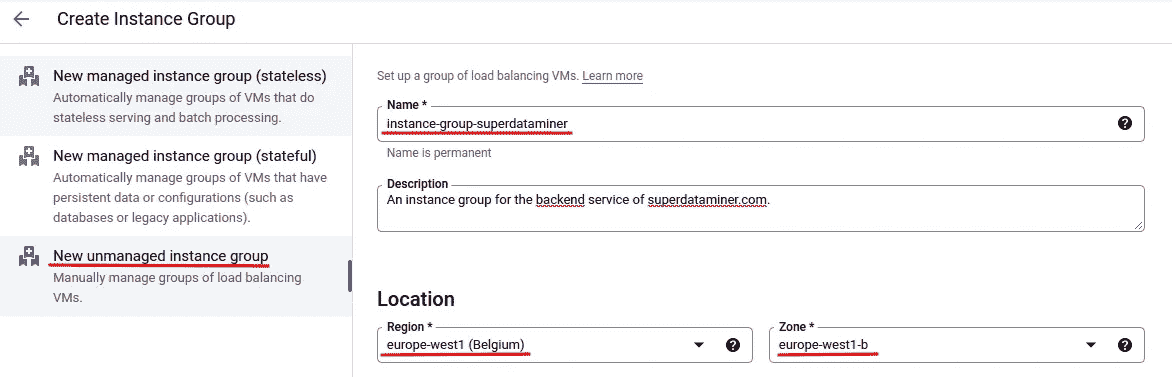 Create Instance Group
New managed instance group (stateless)
Automatically manage groups of VMs that do
stateless serving and batch processing.
New managed instance group (stateful)
Automatically manage groups of VMs that have
persistent data or configurations (such as
databases or legacy applications).
New unmanaged instance group
Manually manage groups of load balancing
VMs.
Set up a group of load balancing VMs. Learn more
Name *
instance-group-superdataminer
Name is permanent
Description
An instance group for the backend service of superdataminer.com.
Location
Region *
europe-west1 (Belgium)
Zone *
europe-west1-b